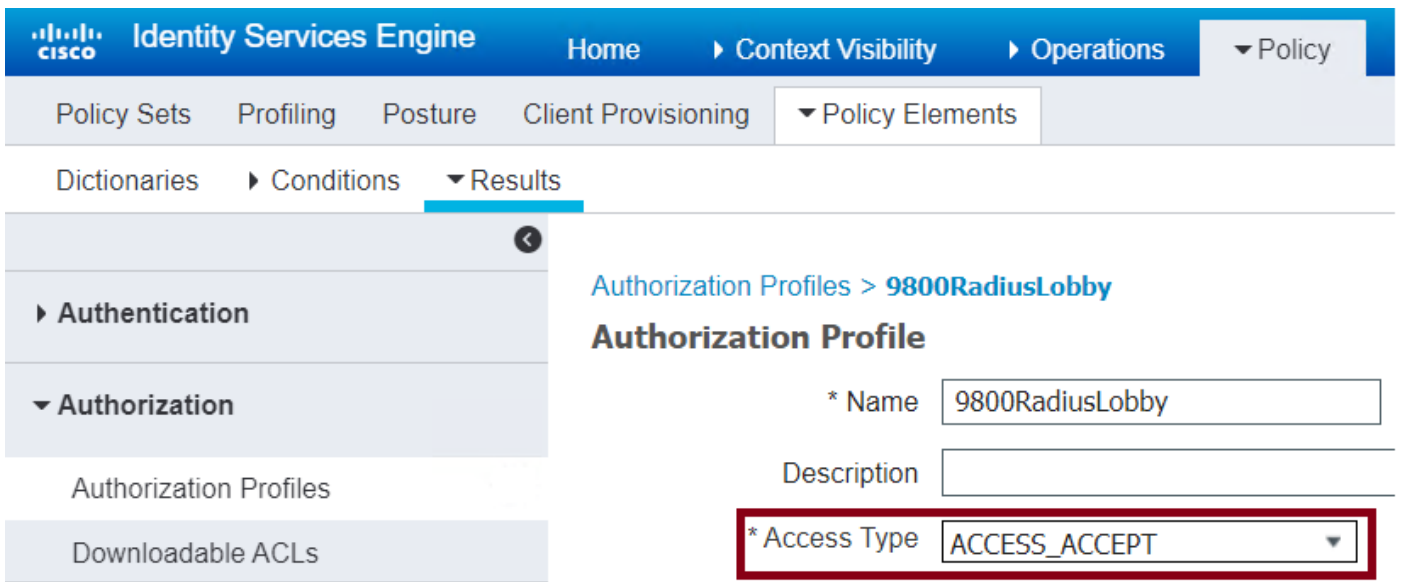 cisco Identity Services Engine Home Context Visibility Operations Policy
Policy Sets Profiling Posture Client Provisioning Policy Elements
Dictionaries Conditions Results
Authentication
Authorization
Authorization Profiles
Downloadable ACLs
Authorization Profiles > 9800RadiusLobby
Authorization Profile
* Name 9800RadiusLobby
Description
* Access Type ACCESS_ACCEPT